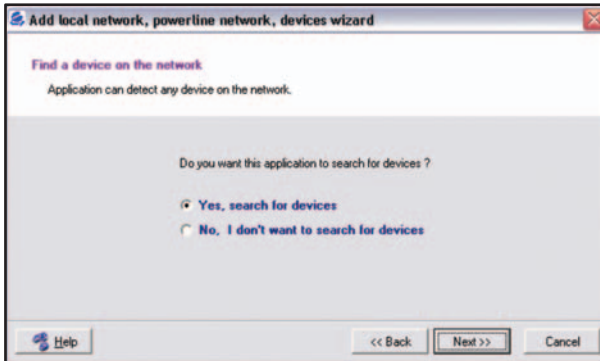 Add local network, powerline network, devices wizard
Find a device on the network
Application can detect any device on the network.
Do you want this application to search for devices ?
Yes, search for devices
No, I don't want to search for devices
Help
<< Back
Next >>
Cancel